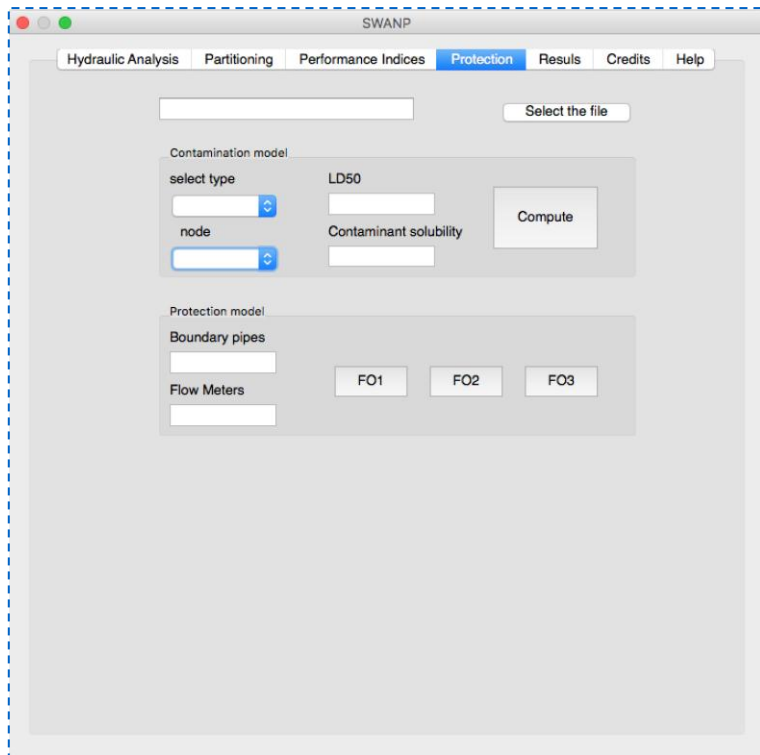 SWANP
Hydraulic Analysis Partitioning Performance Indices Protection Resuls Credits Help
Select the file
Contamination model
select type LD50
Compute
node Contaminant solubility
Protection model
Boundary pipes
FO1 FO2 FO3
Flow Meters